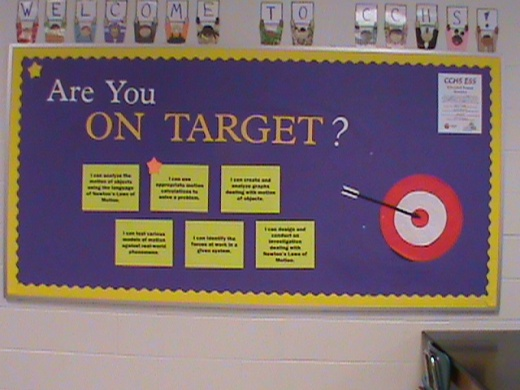 WELCOME TO CCHS!
Are You
ON TARGET?
CCHS ESS
I can analyze the
motion of objects
using the language
of Newton's Laws of
Motion.
I can use
appropriate motion
calculations to
solve a problem.
I can create and
analyze graphs
dealing with motion
of objects.
I can test various
models of motion
against real-world
phenomena.
I can identify the
forces at work in a
given system.
I can design and
conduct an
investigation
dealing with
Newton's Laws of
Motion.